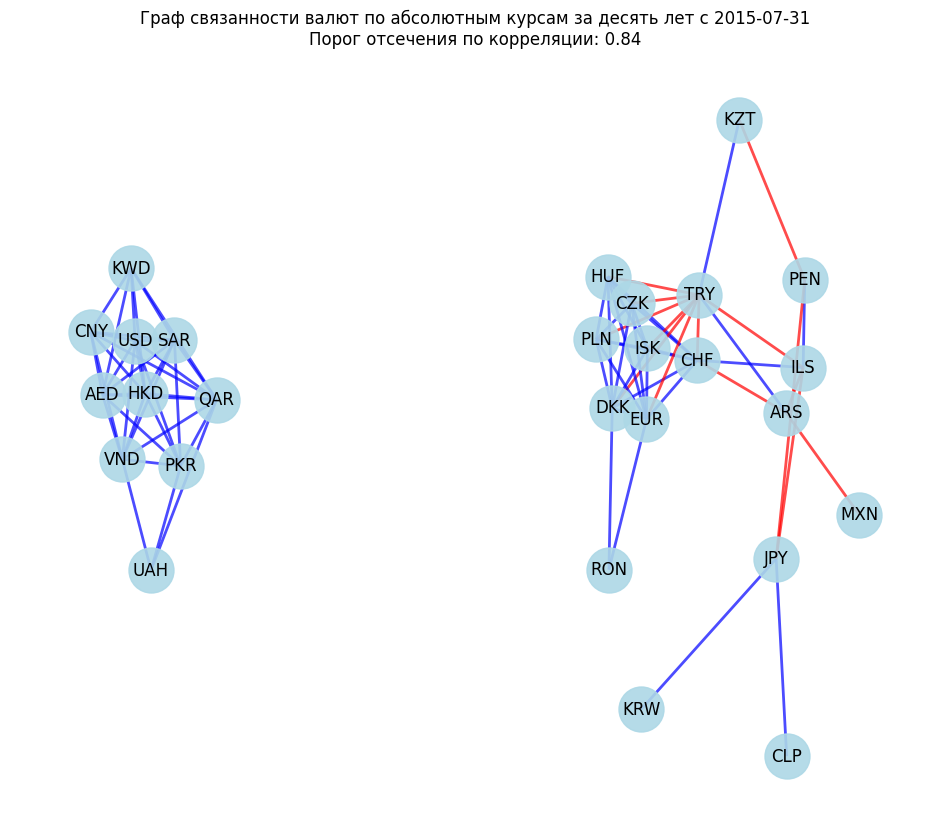 Граф связанности валют по абсолютным курсам за десять лет с 2015-07-31
Порог отсечения по корреляции: 0.84
KZT
KWD
HUF
PEN
CZK
TRY
CNY
USD
SAR
PLN
ISK
CHF
ILS
AED
HKD
QAR
DKK
EUR
ARS
VND
PKR
MXN
JPY
UAH
RON
KRW
CLP